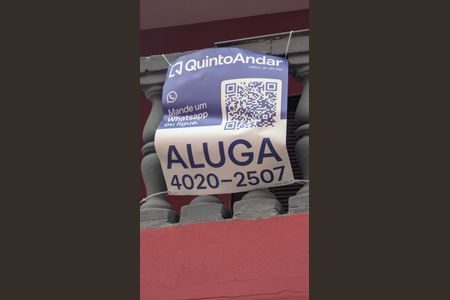 QuintoAndar
Mande um
Whatsapp
ou ligue.
ALUGA
4020-2507